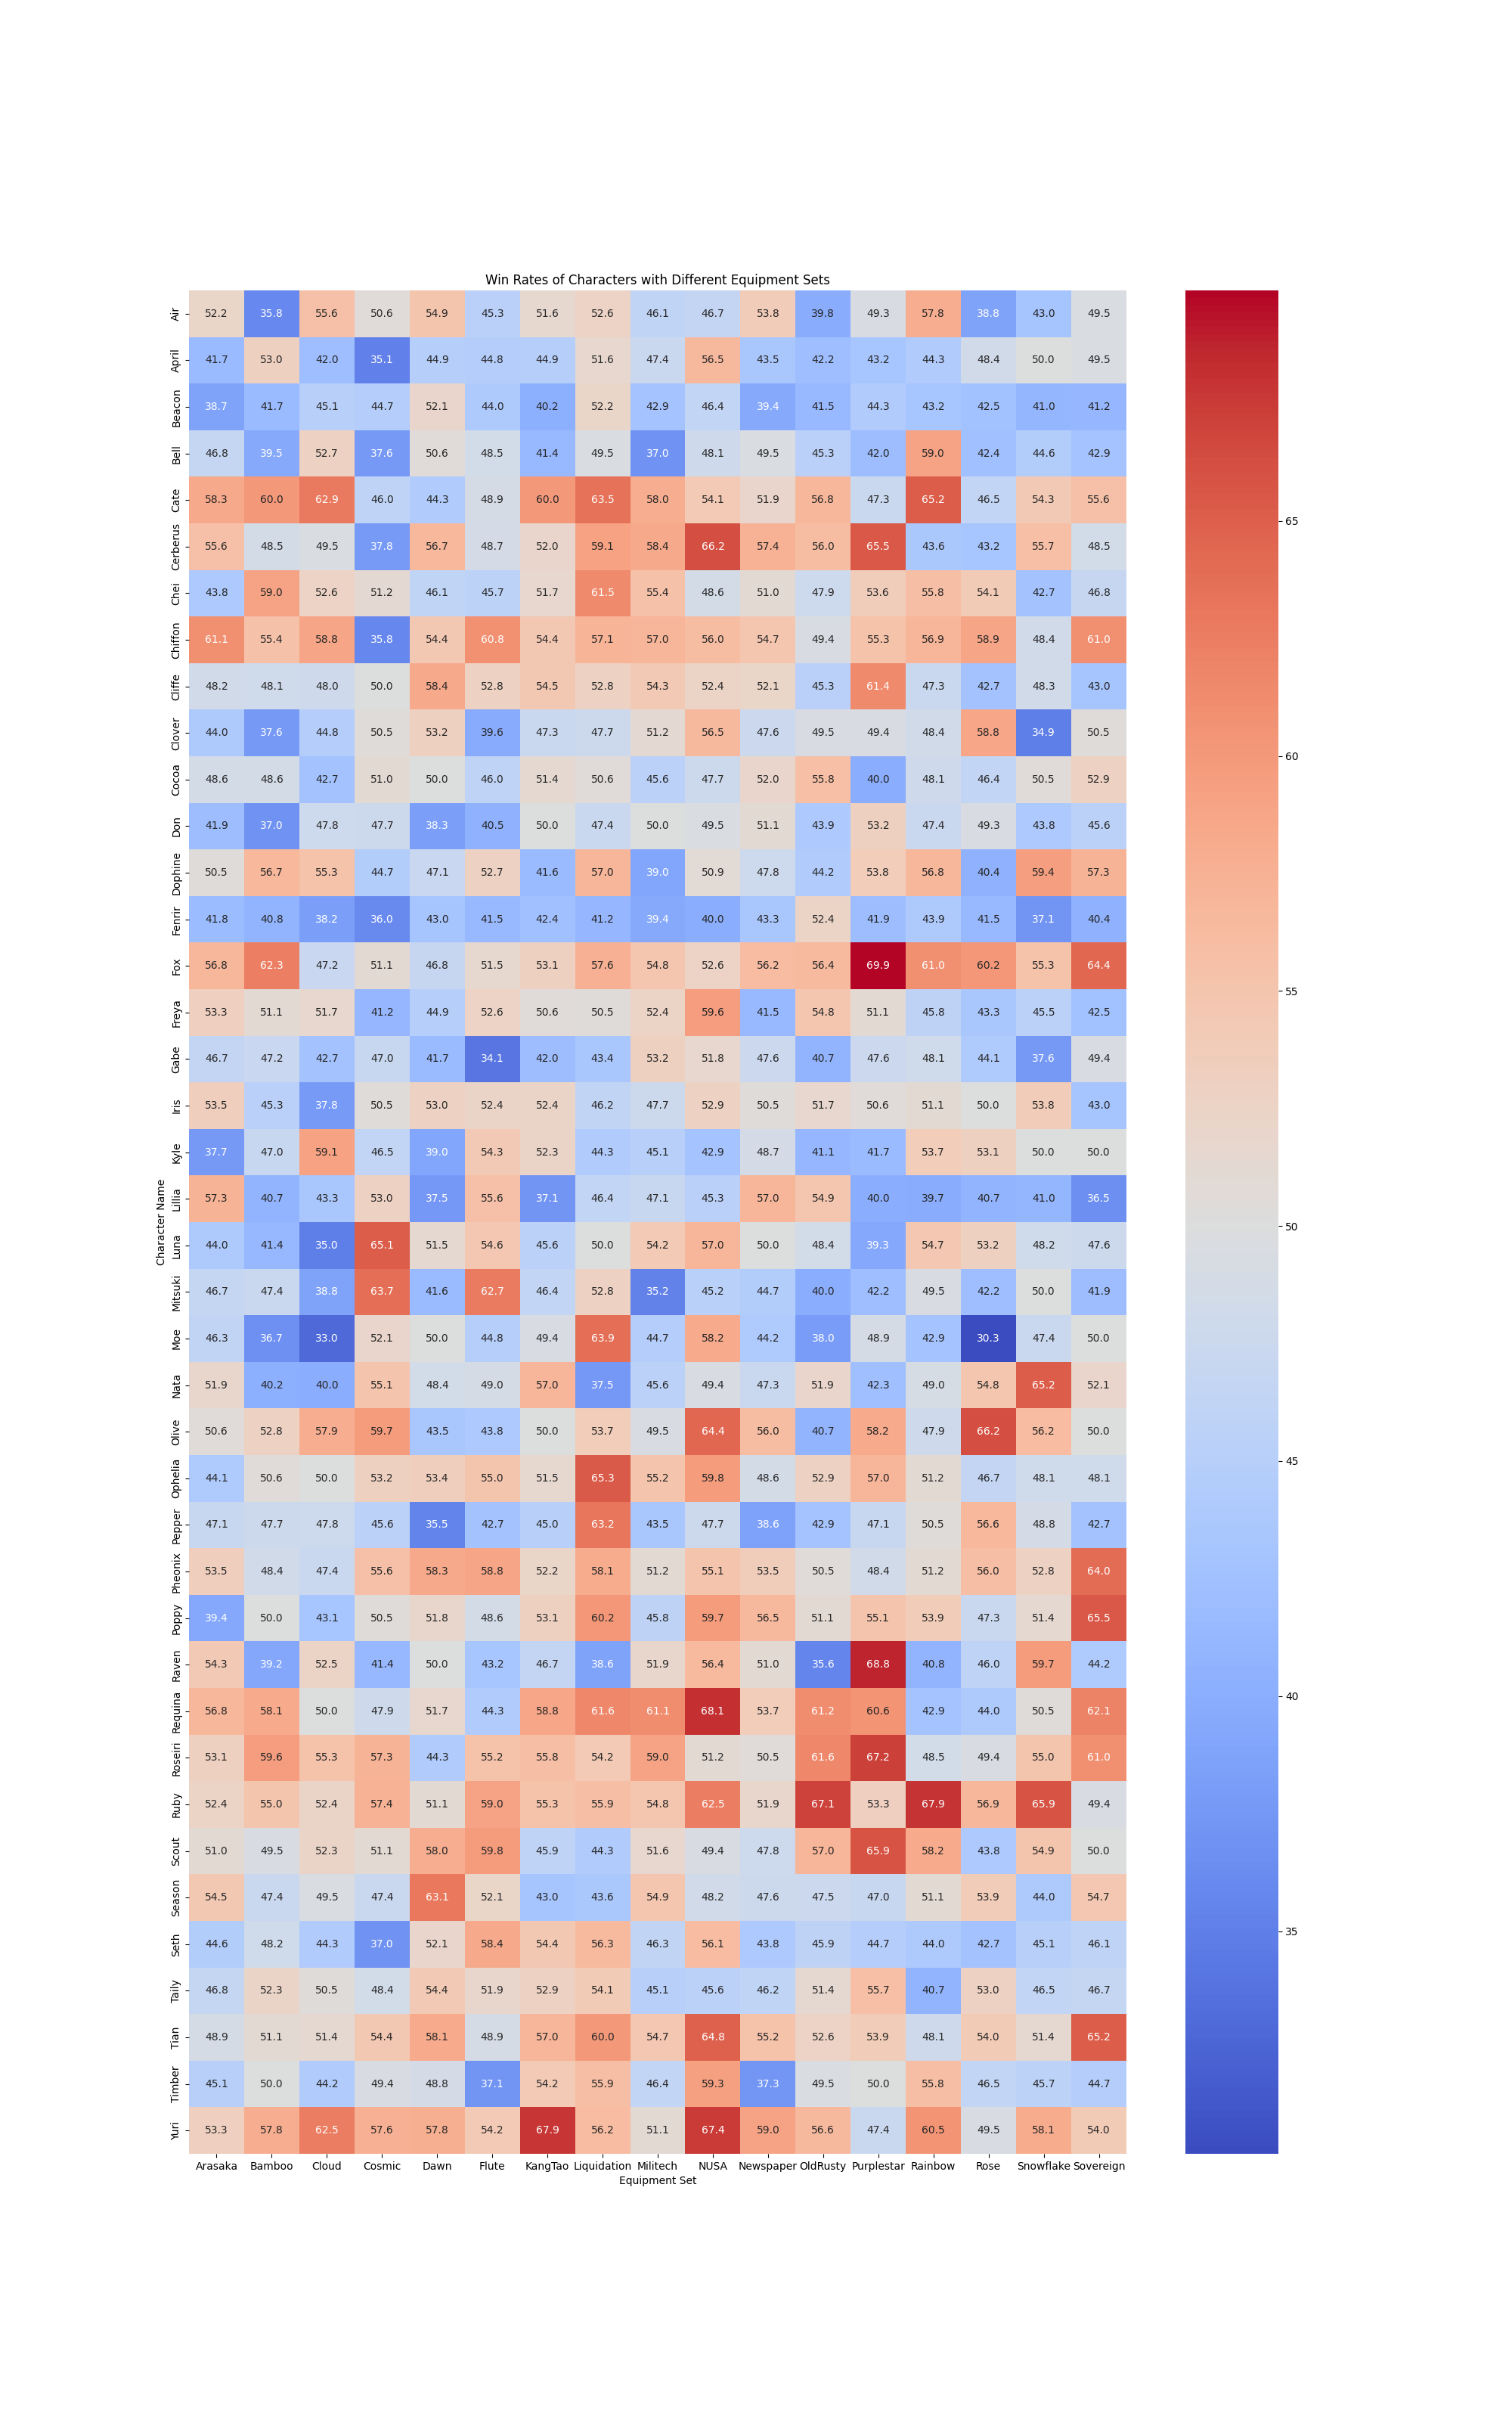 Win Rates of Characters with Different Equipment Sets
Air 52.2 35.8 55.6 50.6 54.9 45.3 51.6 52.6 46.1 46.7 53.8 39.8 49.3 57.8 38.8 43.0 49.5
April 41.7 53.0 42.0 35.1 44.9 44.8 44.9 51.6 47.4 56.5 43.5 42.2 43.2 44.3 48.4 50.0 49.5
Beacon 38.7 41.7 45.1 44.7 52.1 44.0 40.2 52.2 42.9 46.4 39.4 41.5 44.3 43.2 42.5 41.0 41.2
Bell 46.8 39.5 52.7 37.6 50.6 48.5 41.4 49.5 37.0 48.1 49.5 45.3 42.0 59.0 42.4 44.6 42.9
Cate 58.3 60.0 62.9 46.0 44.3 48.9 60.0 63.5 58.0 54.1 51.9 56.8 47.3 65.2 46.5 54.3 55.6
65
Cerberus 55.6 48.5 49.5 37.8 56.7 48.7 52.0 59.1 58.4 66.2 57.4 56.0 65.5 43.6 43.2 55.7 48.5
Chei 43.8 59.0 52.6 51.2 46.1 45.7 51.7 61.5 55.4 48.6 51.0 47.9 53.6 55.8 54.1 42.7 46.8
Chiffon 61.1 55.4 58.8 35.8 54.4 60.8 54.4 57.1 57.0 56.0 54.7 49.4 55.3 56.9 58.9 48.4 61.0
Cliffe 48.2 48.1 48.0 50.0 58.4 52.8 54.5 52.8 54.3 52.4 52.1 45.3 61.4 47.3 42.7 48.3 43.0
Clover 44.0 37.6 44.8 50.5 53.2 39.6 47.3 47.7 51.2 56.5 47.6 49.5 49.4 48.4 58.8 34.9 50.5
60
Cocoa 48.6 48.6 42.7 51.0 50.0 46.0 51.4 50.6 45.6 47.7 52.0 55.8 40.0 48.1 46.4 50.5 52.9
Don 41.9 37.0 47.8 47.7 38.3 40.5 50.0 47.4 50.0 49.5 51.1 43.9 53.2 47.4 49.3 43.8 45.6
Dophine 50.5 56.7 55.3 44.7 47.1 52.7 41.6 57.0 39.0 50.9 47.8 44.2 53.8 56.8 40.4 59.4 57.3
Fenrir 41.8 40.8 38.2 36.0 43.0 41.5 42.4 41.2 39.4 40.0 43.3 52.4 41.9 43.9 41.5 37.1 40.4
Fox 56.8 62.3 47.2 51.1 46.8 51.5 53.1 57.6 54.8 52.6 56.2 56.4 69.9 61.0 60.2 55.3 64.4
55
Freya 53.3 51.1 51.7 41.2 44.9 52.6 50.6 50.5 52.4 59.6 41.5 54.8 51.1 45.8 43.3 45.5 42.5
Gabe 46.7 47.2 42.7 47.0 41.7 34.1 42.0 43.4 53.2 51.8 47.6 40.7 47.6 48.1 44.1 37.6 49.4
Iris 53.5 45.3 37.8 50.5 53.0 52.4 52.4 46.2 47.7 52.9 50.5 51.7 50.6 51.1 50.0 53.8 43.0
Kyle 37.7 47.0 59.1 46.5 39.0 54.3 52.3 44.3 45.1 42.9 48.7 41.1 41.7 53.7 53.1 50.0 50.0
Lillia 57.3 40.7 43.3 53.0 37.5 55.6 37.1 46.4 47.1 45.3 57.0 54.9 40.0 39.7 40.7 41.0 36.5
Character Name
50
Luna 44.0 41.4 35.0 65.1 51.5 54.6 45.6 50.0 54.2 57.0 50.0 48.4 39.3 54.7 53.2 48.2 47.6
Mitsuki 46.7 47.4 38.8 63.7 41.6 62.7 46.4 52.8 35.2 45.2 44.7 40.0 42.2 49.5 42.2 50.0 41.9
Moe 46.3 36.7 33.0 52.1 50.0 44.8 49.4 63.9 44.7 58.2 44.2 38.0 48.9 42.9 30.3 47.4 50.0
Nata 51.9 40.2 40.0 55.1 48.4 49.0 57.0 37.5 45.6 49.4 47.3 51.9 42.3 49.0 54.8 65.2 52.1
Olive 50.6 52.8 57.9 59.7 43.5 43.8 50.0 53.7 49.5 64.4 56.0 40.7 58.2 47.9 66.2 56.2 50.0
45
Ophelia 44.1 50.6 50.0 53.2 53.4 55.0 51.5 65.3 55.2 59.8 48.6 52.9 57.0 51.2 46.7 48.1 48.1
Pepper 47.1 47.7 47.8 45.6 35.5 42.7 45.0 63.2 43.5 47.7 38.6 42.9 47.1 50.5 56.6 48.8 42.7
Pheonix 53.5 48.4 47.4 55.6 58.3 58.8 52.2 58.1 51.2 55.1 53.5 50.5 48.4 51.2 56.0 52.8 64.0
Poppy 39.4 50.0 43.1 50.5 51.8 48.6 53.1 60.2 45.8 59.7 56.5 51.1 55.1 53.9 47.3 51.4 65.5
Raven 54.3 39.2 52.5 41.4 50.0 43.2 46.7 38.6 51.9 56.4 51.0 35.6 68.8 40.8 46.0 59.7 44.2
40
Requina 56.8 58.1 50.0 47.9 51.7 44.3 58.8 61.6 61.1 68.1 53.7 61.2 60.6 42.9 44.0 50.5 62.1
Roseiri 53.1 59.6 55.3 57.3 44.3 55.2 55.8 54.2 59.0 51.2 50.5 61.6 67.2 48.5 49.4 55.0 61.0
Ruby 52.4 55.0 52.4 57.4 51.1 59.0 55.3 55.9 54.8 62.5 51.9 67.1 53.3 67.9 56.9 65.9 49.4
Scout 51.0 49.5 52.3 51.1 58.0 59.8 45.9 44.3 51.6 49.4 47.8 57.0 65.9 58.2 43.8 54.9 50.0
Season 54.5 47.4 49.5 47.4 63.1 52.1 43.0 43.6 54.9 48.2 47.6 47.5 47.0 51.1 53.9 44.0 54.7
35
Seth 44.6 48.2 44.3 37.0 52.1 58.4 54.4 56.3 46.3 56.1 43.8 45.9 44.7 44.0 42.7 45.1 46.1
Taily 46.8 52.3 50.5 48.4 54.4 51.9 52.9 54.1 45.1 45.6 46.2 51.4 55.7 40.7 53.0 46.5 46.7
Tian 48.9 51.1 51.4 54.4 58.1 48.9 57.0 60.0 54.7 64.8 55.2 52.6 53.9 48.1 54.0 51.4 65.2
Timber 45.1 50.0 44.2 49.4 48.8 37.1 54.2 55.9 46.4 59.3 37.3 49.5 50.0 55.8 46.5 45.7 44.7
Yuri 53.3 57.8 62.5 57.6 57.8 54.2 67.9 56.2 51.1 67.4 59.0 56.6 47.4 60.5 49.5 58.1 54.0
Arasaka Bamboo Cloud Cosmic Dawn Flute KangTao Liquidation Militech NUSA Newspaper OldRusty Purplestar Rainbow Rose Snowflake Sovereign
Equipment Set